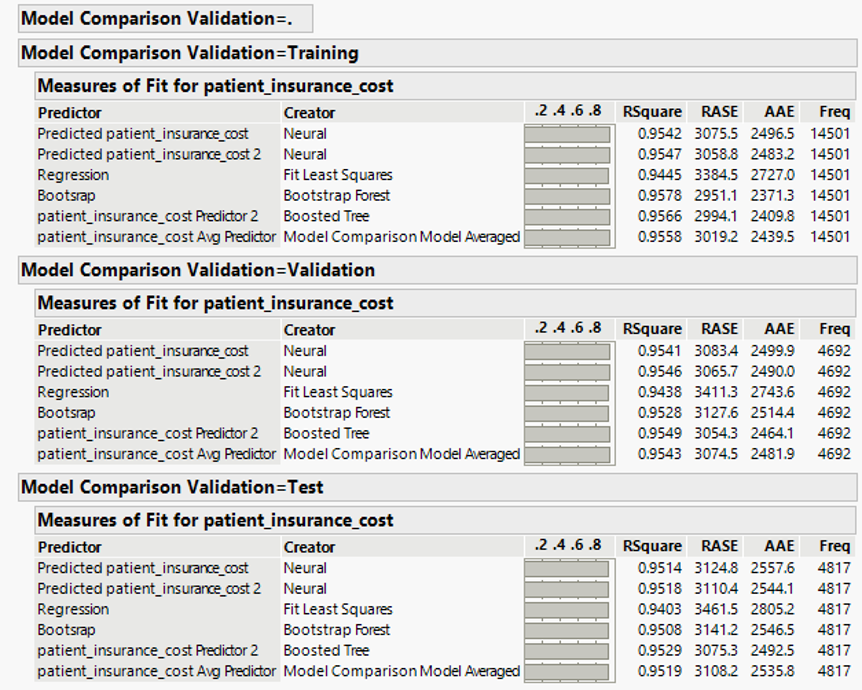 Model Comparison Validation=.
Model Comparison Validation=Training
Measures of Fit for patient_insurance_cost
Predictor Creator .2 .4 .6 .8 RSquare RASE AAE Freq
Predicted patient_insurance_cost Neural 0.9542 3075.5 2496.5 14501
Predicted patient_insurance_cost 2 Neural 0.9547 3058.8 2483.2 14501
Regression Fit Least Squares 0.9445 3384.5 2727.0 14501
Bootsrap Bootstrap Forest 0.9578 2951.1 2371.3 14501
patient_insurance_cost Predictor 2 Boosted Tree 0.9566 2994.1 2409.8 14501
patient_insurance_cost Avg Predictor Model Comparison Model Averaged 0.9558 3019.2 2439.5 14501
Model Comparison Validation=Validation
Measures of Fit for patient_insurance_cost
Predictor Creator .2 .4 .6 .8 RSquare RASE AAE Freq
Predicted patient_insurance_cost Neural 0.9541 3083.4 2499.9 4692
Predicted patient_insurance_cost 2 Neural 0.9546 3065.7 2490.0 4692
Regression Fit Least Squares 0.9438 3411.3 2743.6 4692
Bootsrap Bootstrap Forest 0.9528 3127.6 2514.4 4692
patient_insurance_cost Predictor 2 Boosted Tree 0.9549 3054.3 2464.1 4692
patient_insurance_cost Avg Predictor Model Comparison Model Averaged 0.9543 3074.5 2481.9 4692
Model Comparison Validation=Test
Measures of Fit for patient_insurance_cost
Predictor Creator .2 .4 .6 .8 RSquare RASE AAE Freq
Predicted patient_insurance_cost Neural 0.9514 3124.8 2557.6 4817
Predicted patient_insurance_cost 2 Neural 0.9518 3110.4 2544.1 4817
Regression Fit Least Squares 0.9403 3461.5 2805.2 4817
Bootsrap Bootstrap Forest 0.9508 3141.2 2546.5 4817
patient_insurance_cost Predictor 2 Boosted Tree 0.9529 3075.3 2492.5 4817
patient_insurance_cost Avg Predictor Model Comparison Model Averaged 0.9519 3108.2 2535.8 4817